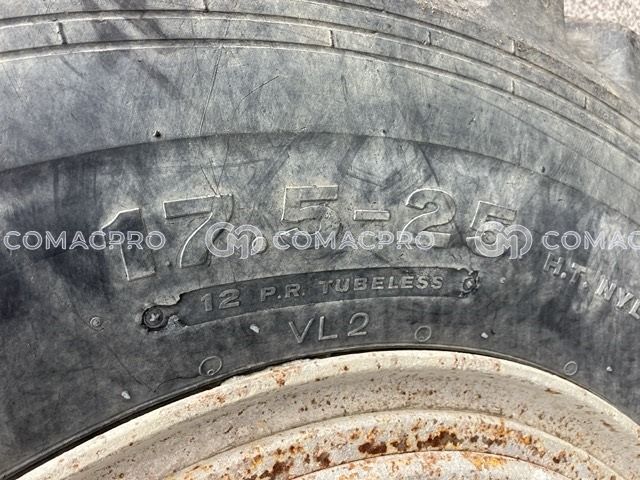 17.5-25
12 P.R. TUBELESS
VL2
H.T. NYL
COMACPRO COMACPRO COMACPRO